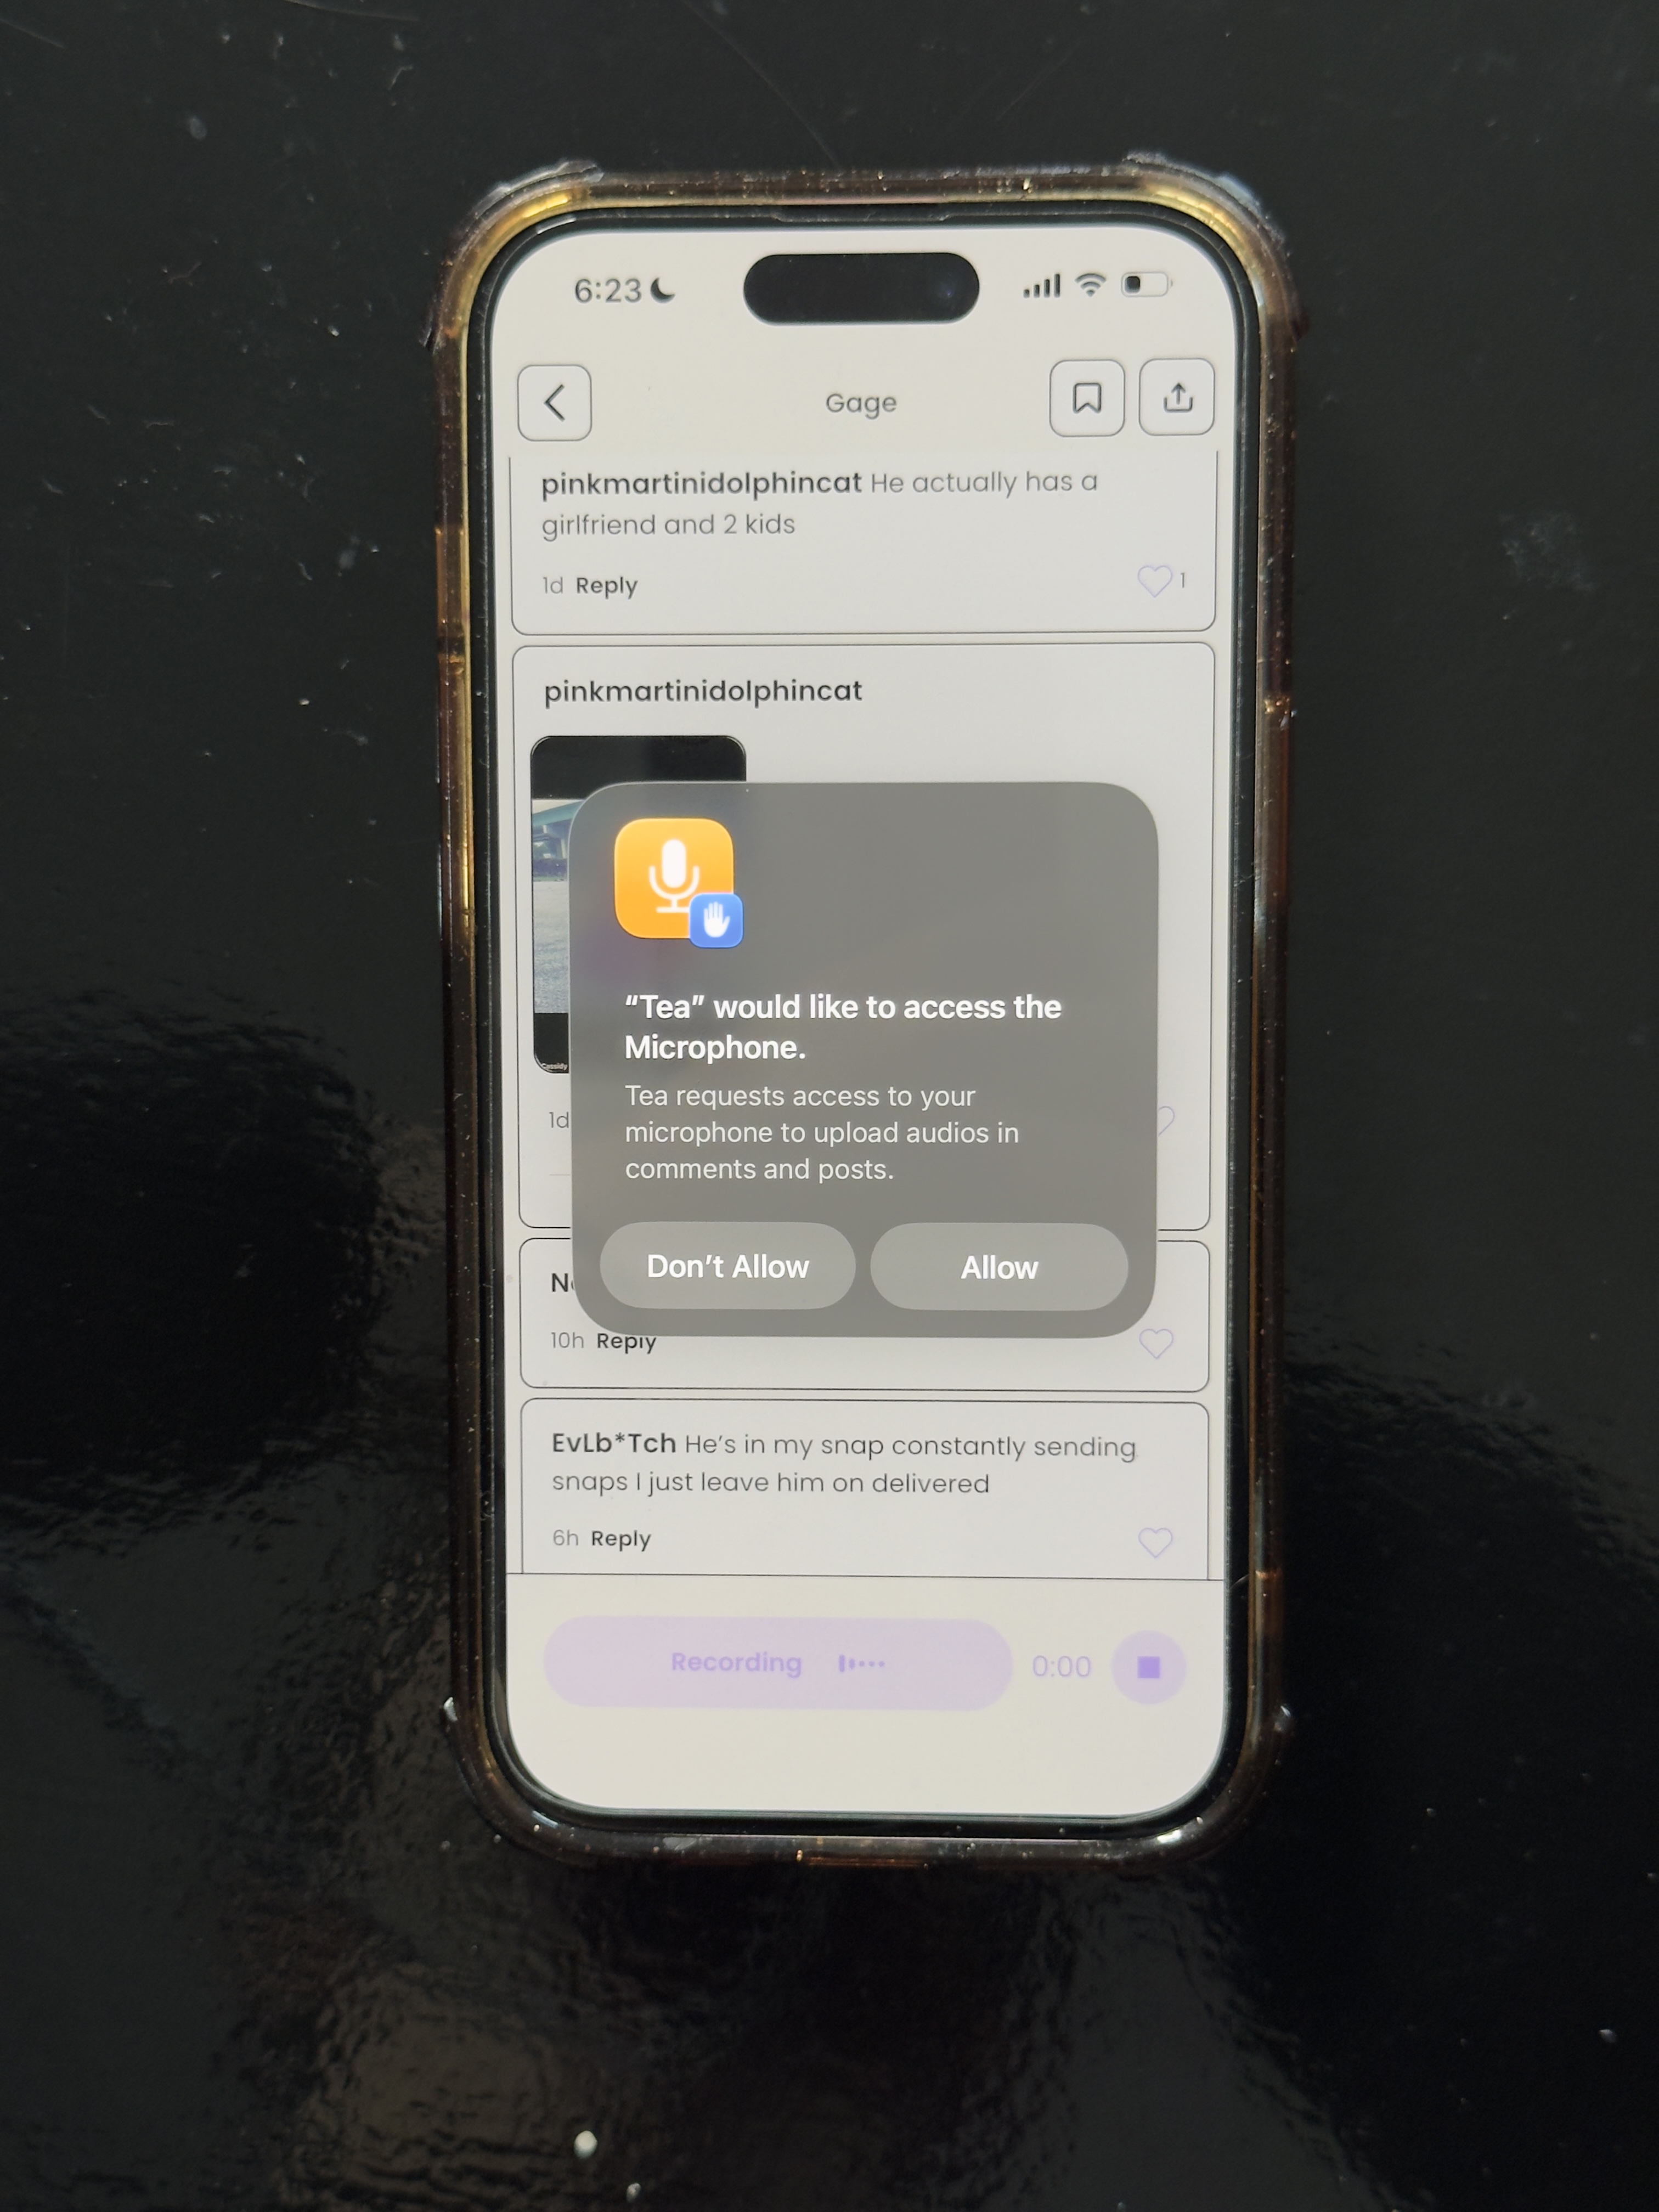 6:23
Gage
pinkmartinidolphincat He actually has a
girlfriend and 2 kids
1d Reply
1
pinkmartinidolphincat
Cassidy
"Tea" would like to access the
Microphone.
Tea requests access to your
microphone to upload audios in
comments and posts.
1d
Don't Allow
Allow
10h Reply
EvLb*Tch He's in my snap constantly sending
snaps I just leave him on delivered
6h Reply
Recording
0:00